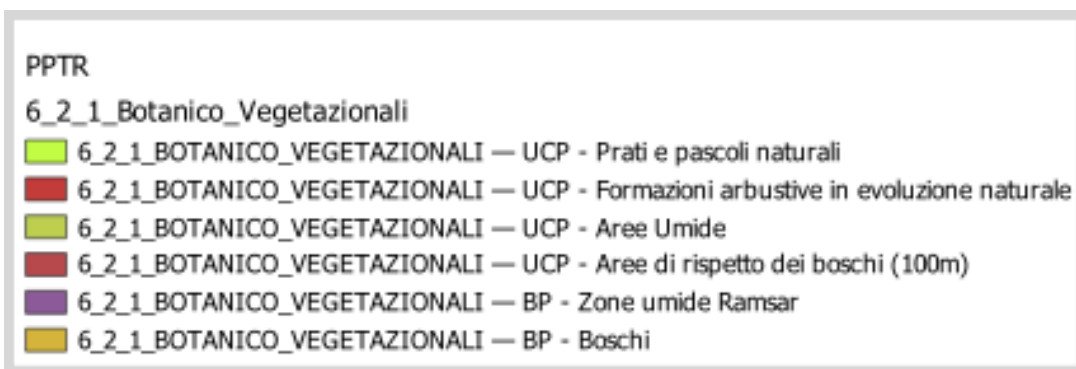 PPTR
6_2_1_Botanico_Vegetazionali
6_2_1_BOTANICO_VEGETAZIONALI — UCP - Prati e pascoli naturali
6_2_1_BOTANICO_VEGETAZIONALI — UCP - Formazioni arbustive in evoluzione naturale
6_2_1_BOTANICO_VEGETAZIONALI — UCP - Aree Umide
6_2_1_BOTANICO_VEGETAZIONALI — UCP - Aree di rispetto dei boschi (100m)
6_2_1_BOTANICO_VEGETAZIONALI — BP - Zone umide Ramsar
6_2_1_BOTANICO_VEGETAZIONALI — BP - Boschi